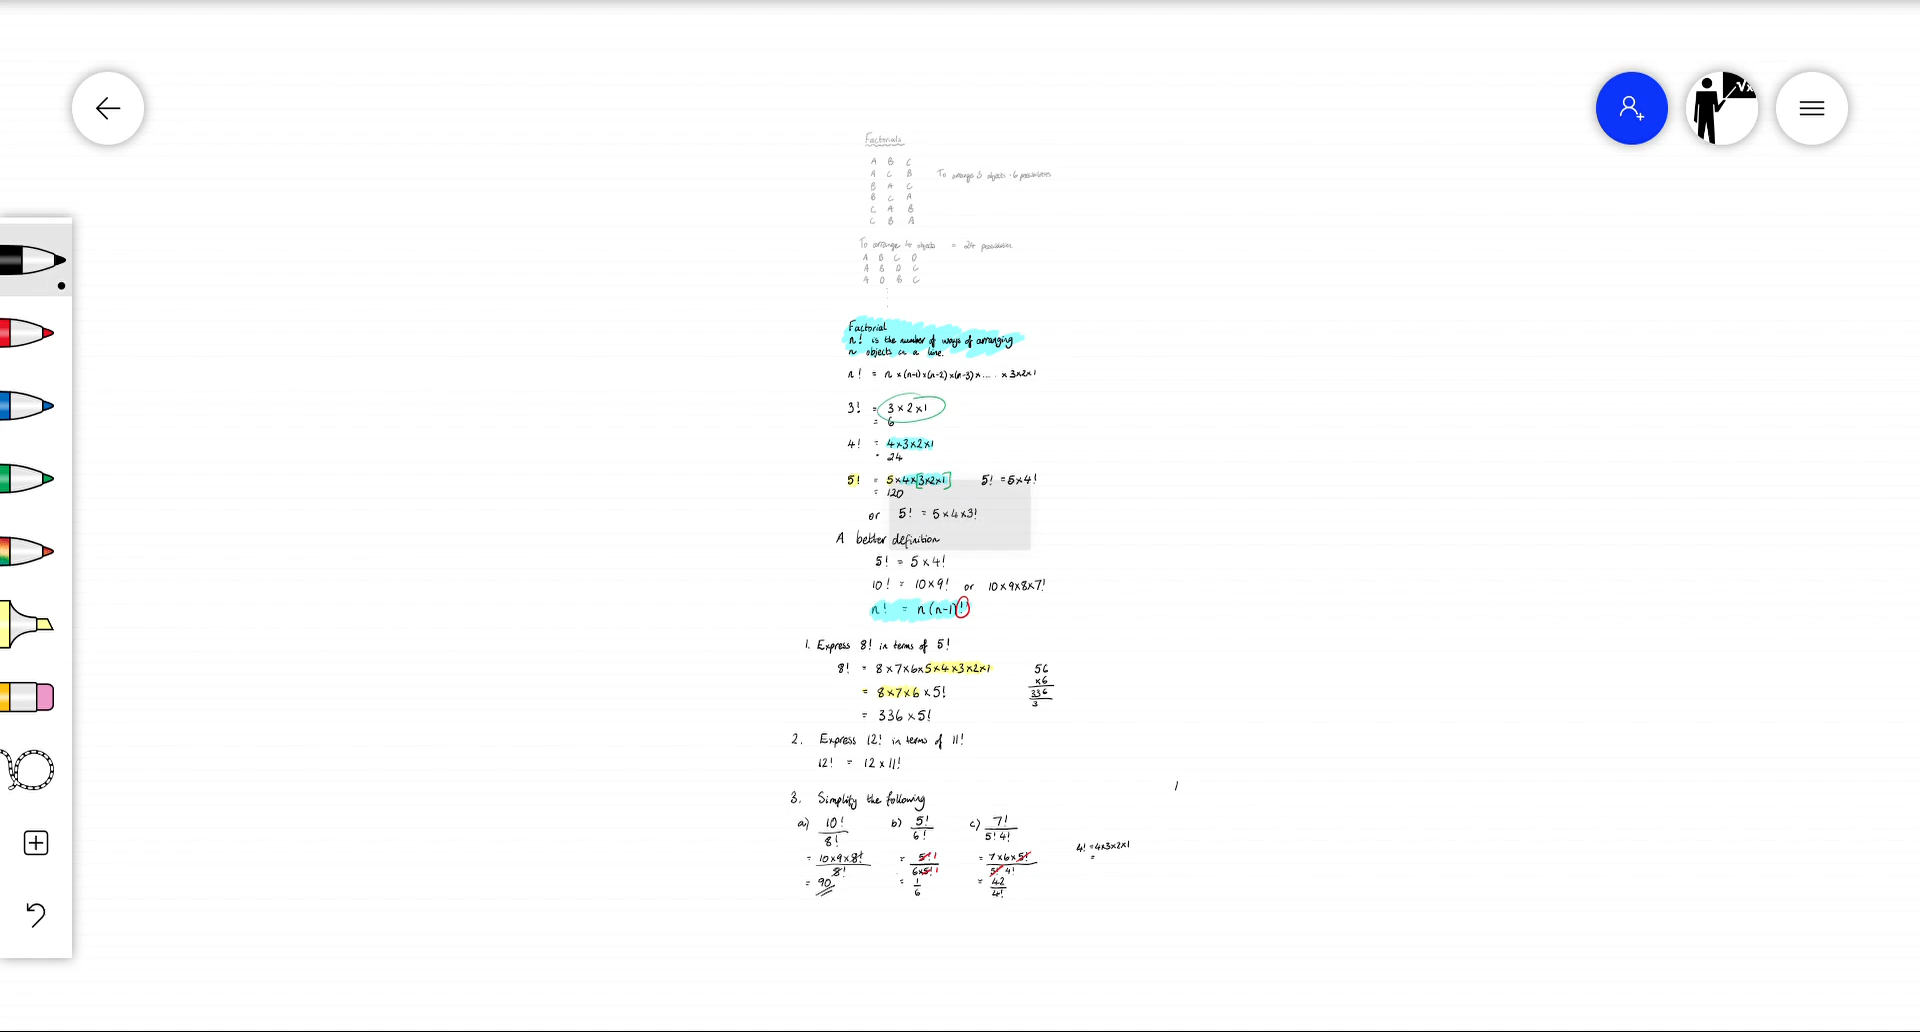 Factorials
A B C
A C B To arrange 3 objects - 6 possibilities
B A C
B C A
C A B
C B A
To arrange 4 objects = 24 possibilities
A B C D
A B D C
A D B C
Factorial
n! is the number of ways of arranging
n objects in a line.
n! = n×(n-1)×(n-2)×(n-3)×.... ×3×2×1
3! = 3×2×1
= 6
4! = 4×3×2×1
= 24
5! = 5×4×[3×2×1] 5! = 5×4!
= 120
or 5! = 5×4×3!
A better definition
5! = 5×4!
10! = 10×9! or 10×9×8×7!
n! = n(n-1)!
1. Express 8! in terms of 5!
8! = 8×7×6×5×4×3×2×1
= 8×7×6×5!
= 336×5!
56
×6
336
3
2. Express 12! in terms of 11!
12! = 12×11!
3. Simplify the following
a) 10!/8! b) 5!/6! c) 7!/5!4!
= 10×9×8!/8! = 5!1/6×5!1 = 7×6×5!/5!4! 4! = 4×3×2×1
=
= 90 = 1/6 = 42/4!
√x